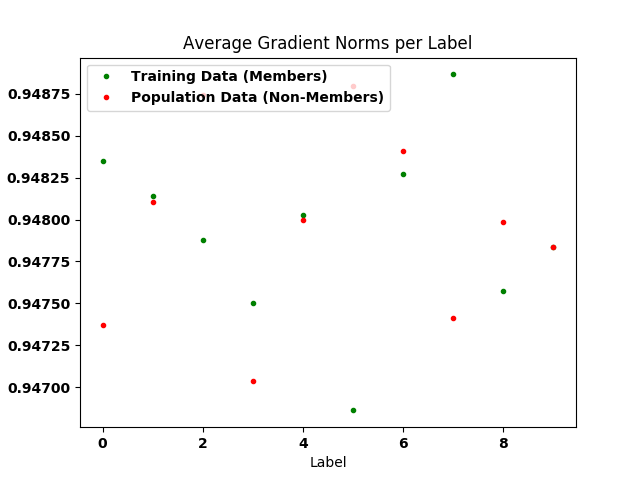 Average Gradient Norms per Label
Training Data (Members)
Population Data (Non-Members)
0.94875
0.94850
0.94825
0.94800
0.94775
0.94750
0.94725
0.94700
0 2 4 6 8
Label